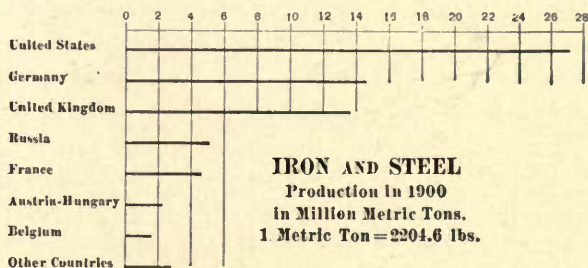 0 2 4 6 8 10 12 14 16 18 20 22 24 26 28
United States
Germany
United Kingdom
Russia
France
Austria-Hungary
Belgium
Other Countries
IRON AND STEEL
Production in 1900
in Million Metric Tons.
1 Metric Ton=2204.6 lbs.